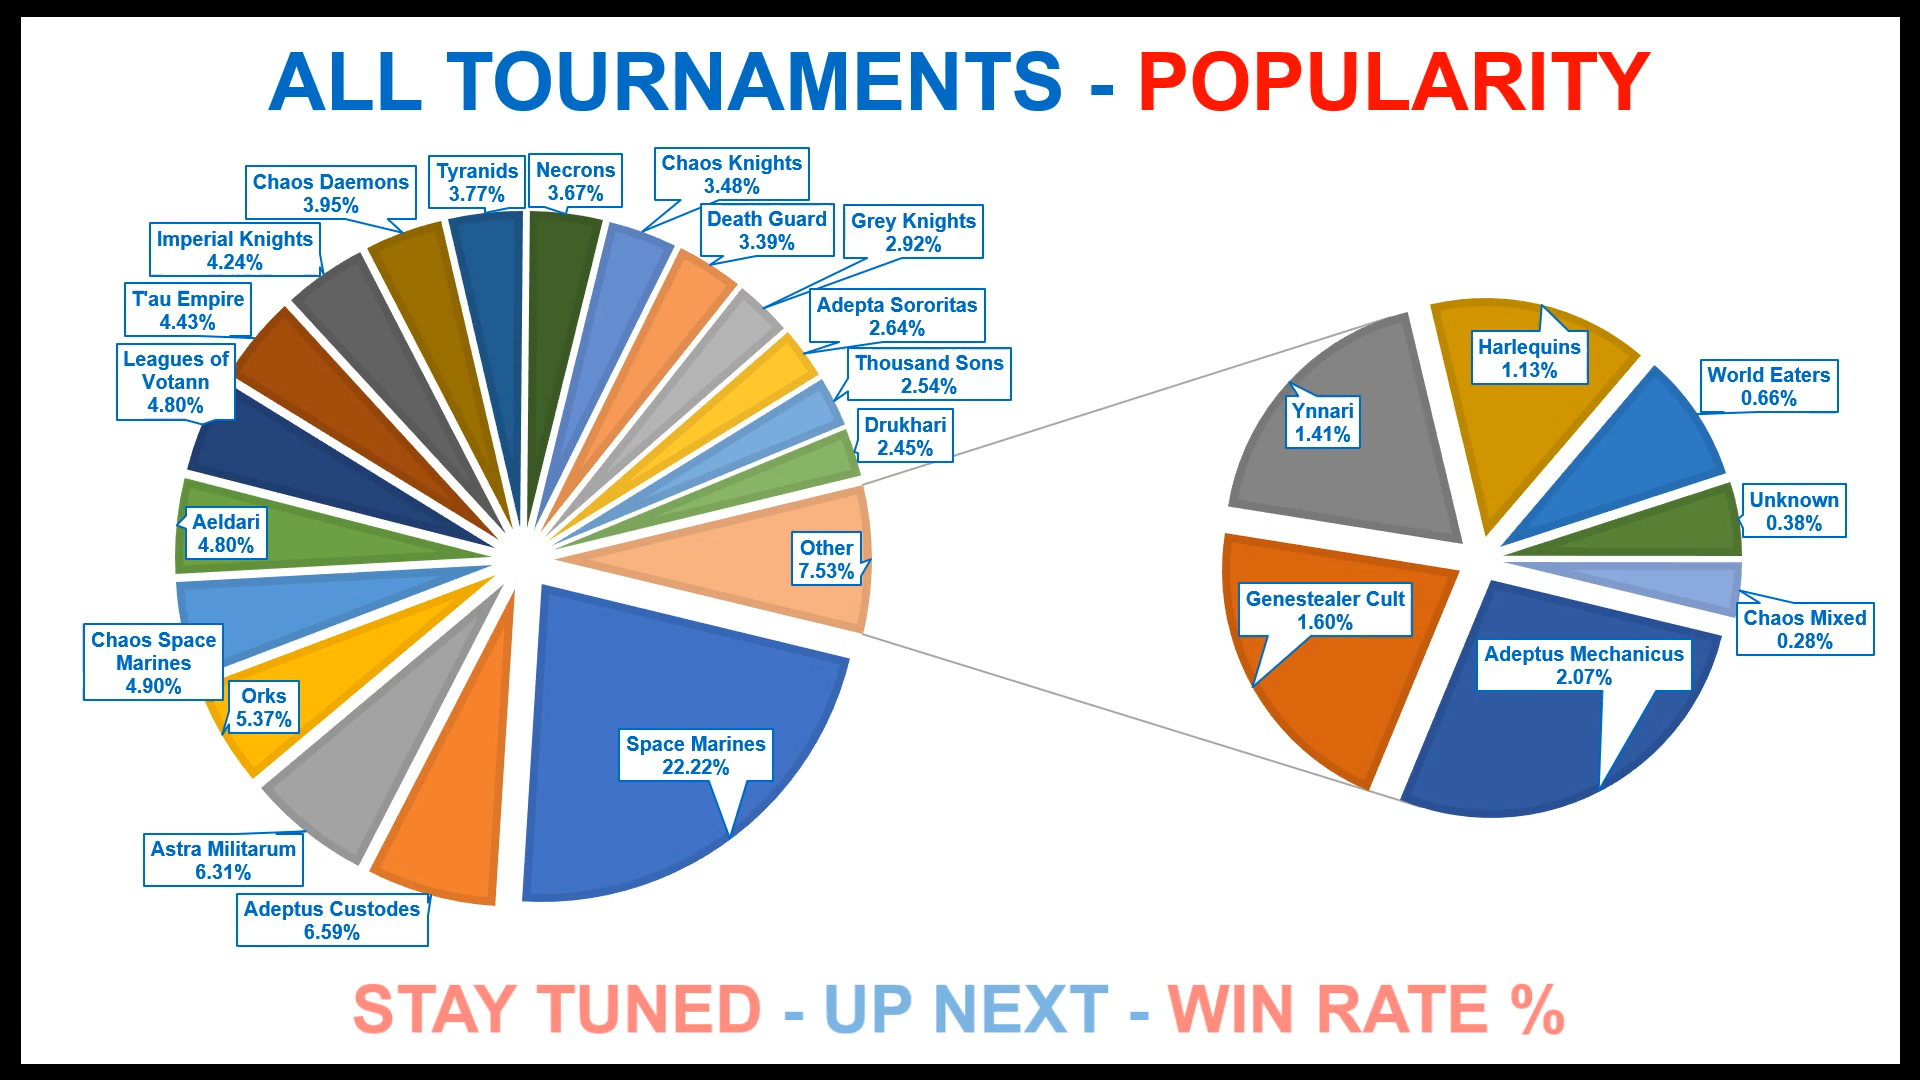 ALL TOURNAMENTS - POPULARITY
Tyranids
3.77%
Necrons
3.67%
Chaos Knights
3.48%
Chaos Daemons
3.95%
Death Guard
3.39%
Grey Knights
2.92%
Imperial Knights
4.24%
T'au Empire
4.43%
Adepta Sororitas
2.64%
Leagues of
Votann
4.80%
Thousand Sons
2.54%
Drukhari
2.45%
Aeldari
4.80%
Other
7.53%
Chaos Space
Marines
4.90%
Orks
5.37%
Space Marines
22.22%
Astra Militarum
6.31%
Adeptus Custodes
6.59%
Harlequins
1.13%
World Eaters
0.66%
Ynnari
1.41%
Unknown
0.38%
Genestealer Cult
1.60%
Chaos Mixed
0.28%
Adeptus Mechanicus
2.07%
STAY TUNED - UP NEXT - WIN RATE %